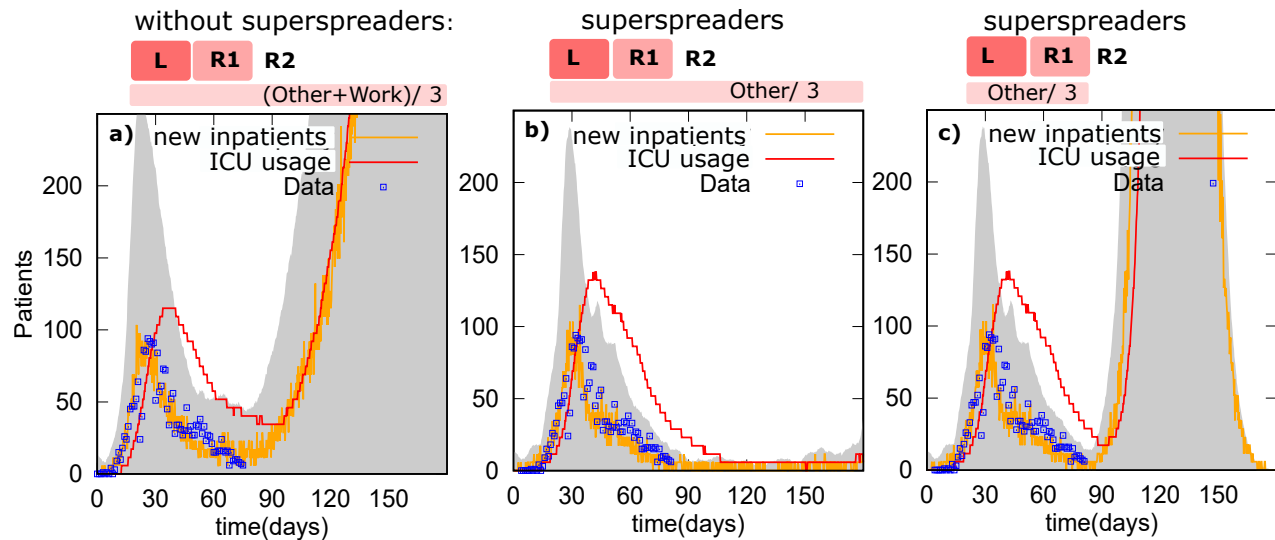 without superspreaders:
L R1 R2
(Other+Work)/ 3
a)
new inpatients
ICU usage
Data
200
150
100
50
0
Patients
0 30 60 90 120 150
time(days)
superspreaders
L R1 R2
Other/ 3
b)
new inpatients
ICU usage
Data
200
150
100
50
0
0 30 60 90 120 150
time(days)
superspreaders
L R1 R2
Other/ 3
c)
new inpatients
ICU usage
Data
200
150
100
50
0
0 30 60 90 120 150
time(days)